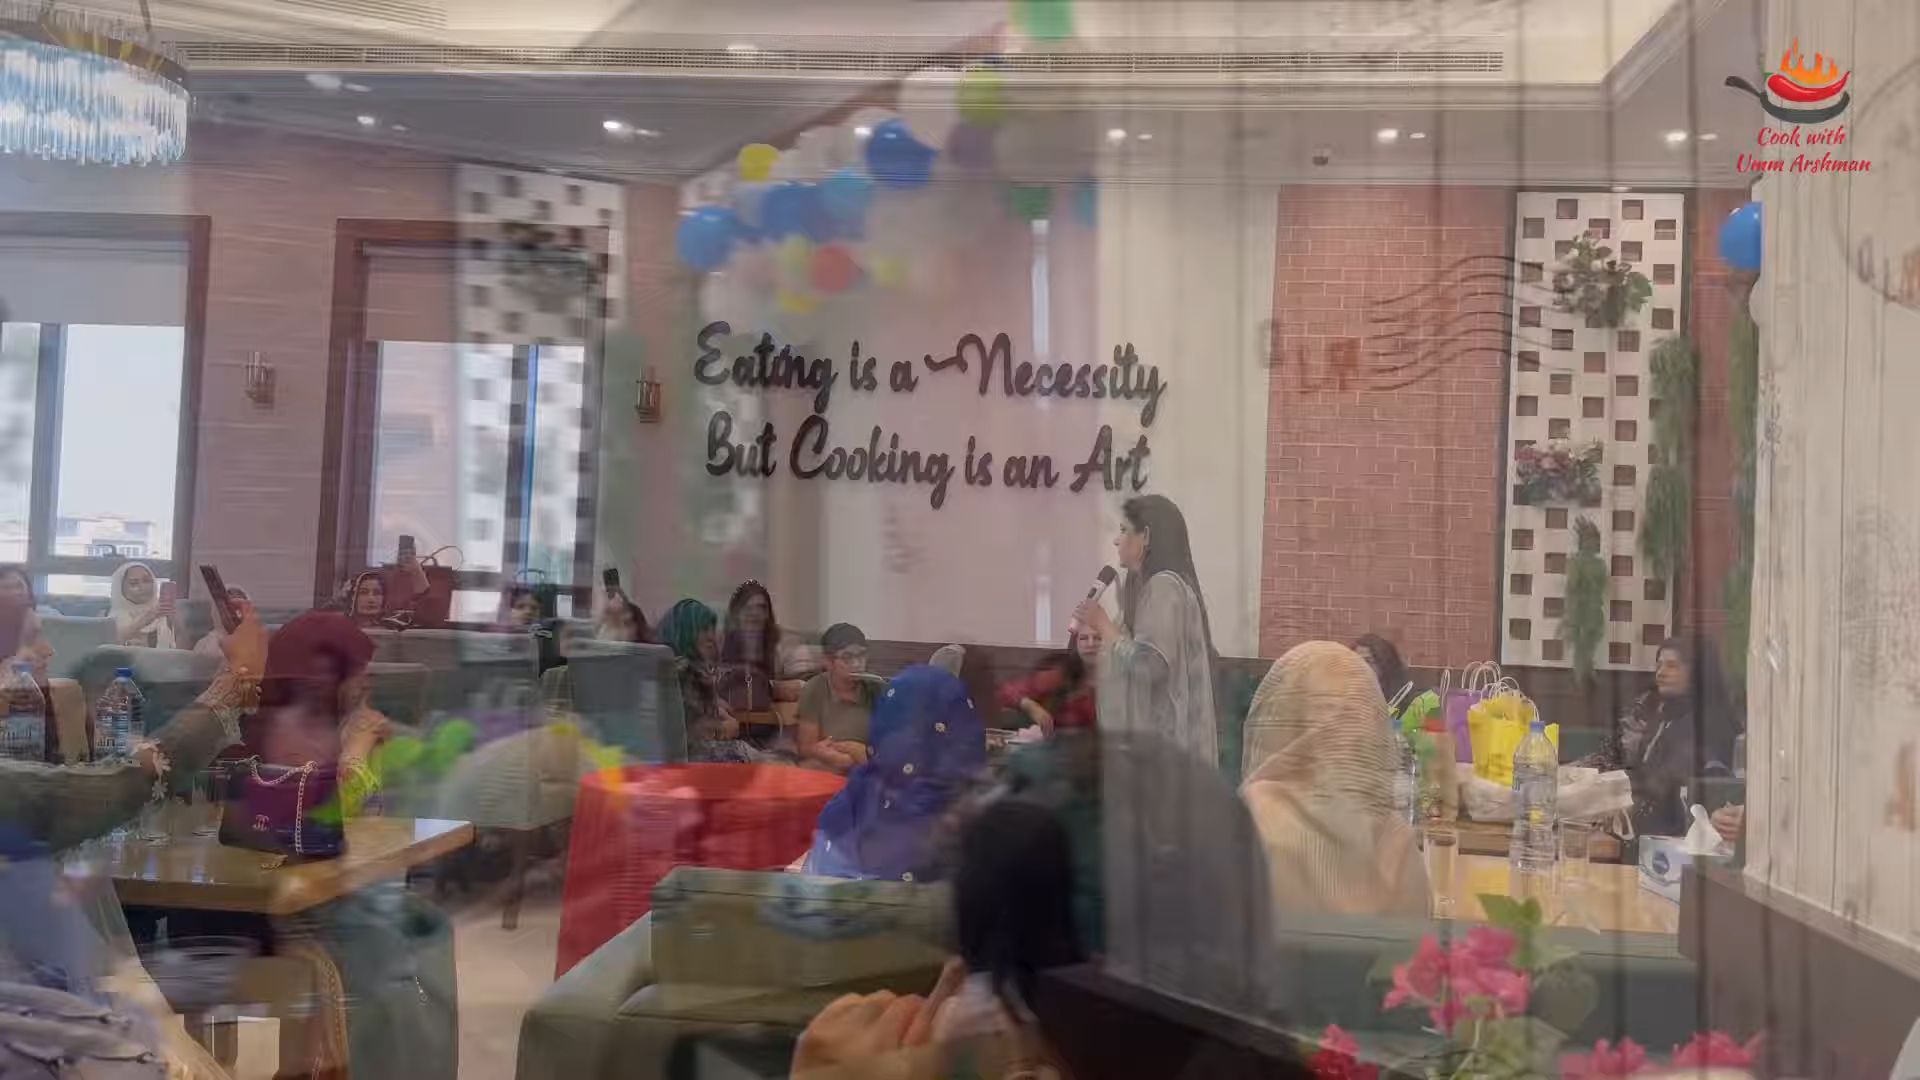 Cook with
Umm Arshman
Eating is a Necessity
But Cooking is an Art